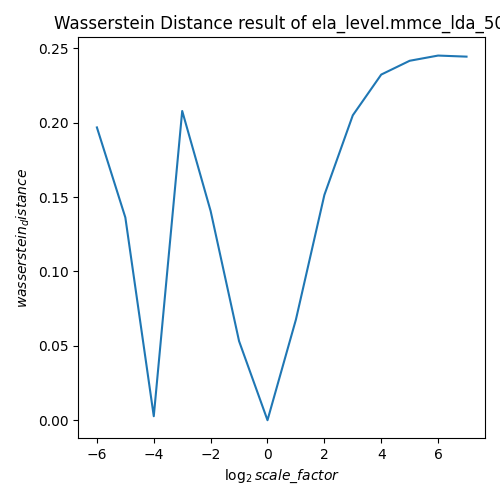 Wasserstein Distance result of ela_level.mmce_lda_50
0.25
0.20
0.15
0.10
0.05
0.00
wasserstein_distance
−6 −4 −2 0 2 4 6
log₂ scale_factor